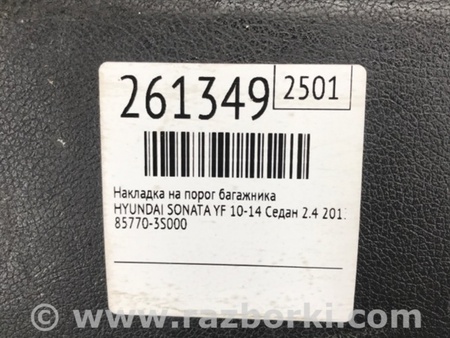 261349 2501
Накладка на порог багажника
HYUNDAI SONATA YF 10-14 Седан 2.4 201
85770-3S000
© www.razborki.com